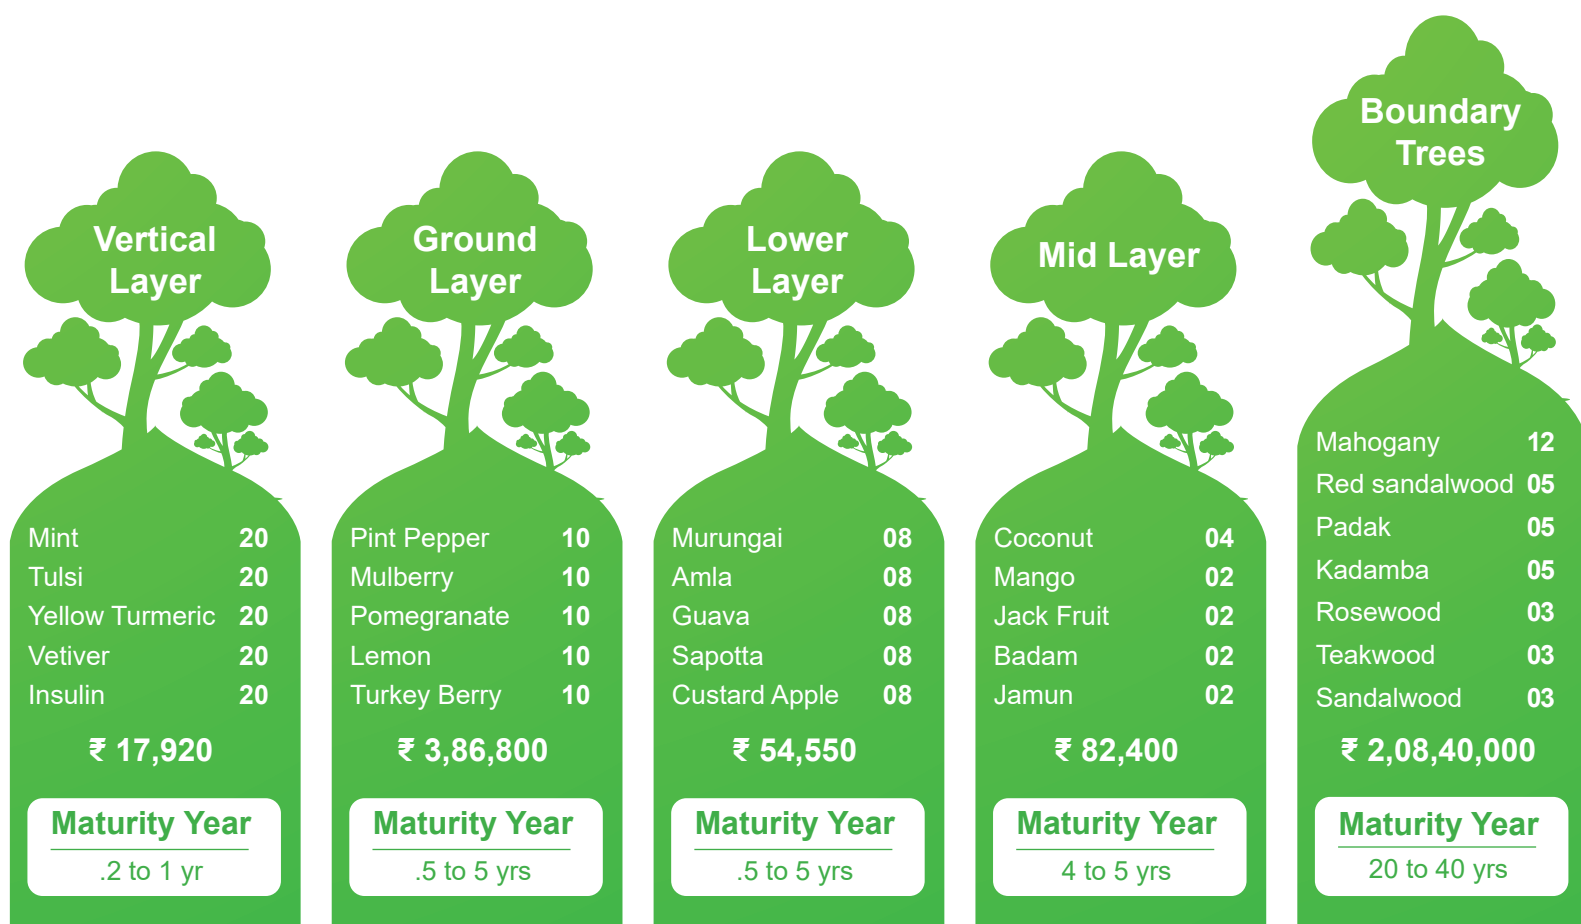 Vertical
Layer
Mint 20
Tulsi 20
Yellow Turmeric 20
Vetiver 20
Insulin 20
₹ 17,920
Maturity Year
.2 to 1 yr
Ground
Layer
Pint Pepper 10
Mulberry 10
Pomegranate 10
Lemon 10
Turkey Berry 10
₹ 3,86,800
Maturity Year
.5 to 5 yrs
Lower
Layer
Murungai 08
Amla 08
Guava 08
Sapotta 08
Custard Apple 08
₹ 54,550
Maturity Year
.5 to 5 yrs
Mid Layer
Coconut 04
Mango 02
Jack Fruit 02
Badam 02
Jamun 02
₹ 82,400
Maturity Year
4 to 5 yrs
Boundary
Trees
Mahogany 12
Red sandalwood 05
Padak 05
Kadamba 05
Rosewood 03
Teakwood 03
Sandalwood 03
₹ 2,08,40,000
Maturity Year
20 to 40 yrs